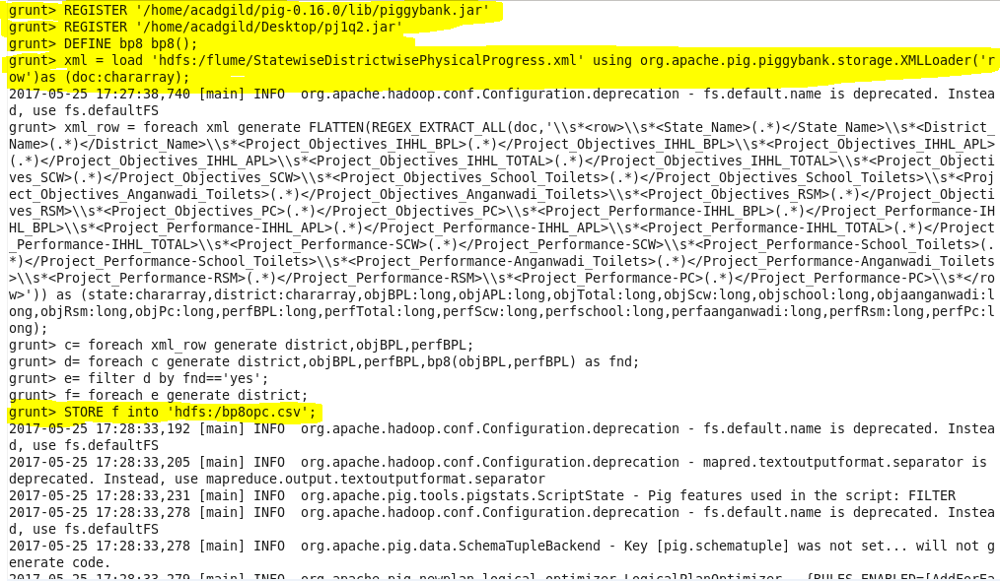 grunt> REGISTER '/home/acadgild/pig-0.16.0/lib/piggybank.jar'
grunt> REGISTER '/home/acadgild/Desktop/pj1q2.jar'
grunt> DEFINE bp8 bp8();
grunt> xml = load 'hdfs:/flume/StatewiseDistrictwisePhysicalProgress.xml' using org.apache.pig.piggybank.storage.XMLLoader('r
ow')as (doc:chararray);
2017-05-25 17:27:38,740 [main] INFO  org.apache.hadoop.conf.Configuration.deprecation - fs.default.name is deprecated. Instea
d, use fs.defaultFS
grunt> xml_row = foreach xml generate FLATTEN(REGEX_EXTRACT_ALL(doc,'\\s*<row>\\s*<State_Name>(.*)</State_Name>\\s*<District_
Name>(.*)</District_Name>\\s*<Project_Objectives_IHHL_BPL>(.*)</Project_Objectives_IHHL_BPL>\\s*<Project_Objectives_IHHL_APL>
(.*)</Project_Objectives_IHHL_APL>\\s*<Project_Objectives_IHHL_TOTAL>(.*)</Project_Objectives_IHHL_TOTAL>\\s*<Project_Objecti
ves_SCW>(.*)</Project_Objectives_SCW>\\s*<Project_Objectives_School_Toilets>(.*)</Project_Objectives_School_Toilets>\\s*<Proj
ect_Objectives_Anganwadi_Toilets>(.*)</Project_Objectives_Anganwadi_Toilets>\\s*<Project_Objectives_RSM>(.*)</Project_Objecti
ves_RSM>\\s*<Project_Objectives_PC>(.*)</Project_Objectives_PC>\\s*<Project_Performance-IHHL_BPL>(.*)</Project_Performance-IH
HL_BPL>\\s*<Project_Performance-IHHL_APL>(.*)</Project_Performance-IHHL_APL>\\s*<Project_Performance-IHHL_TOTAL>(.*)</Project
_Performance-IHHL_TOTAL>\\s*<Project_Performance-SCW>(.*)</Project_Performance-SCW>\\s*<Project_Performance-School_Toilets>(.
*)</Project_Performance-School_Toilets>\\s*<Project_Performance-Anganwadi_Toilets>(.*)</Project_Performance-Anganwadi_Toilets
>\\s*<Project_Performance-RSM>(.*)</Project_Performance-RSM>\\s*<Project_Performance-PC>(.*)</Project_Performance-PC>\\s*</ro
w>')) as (state:chararray,district:chararray,objBPL:long,objAPL:long,objTotal:long,objScw:long,objschool:long,objaanganwadi:l
ong,objRsm:long,objPc:long,perfBPL:long,perfTotal:long,perfScw:long,perfschool:long,perfaanganwadi:long,perfRsm:long,perfPc:l
ong);
grunt> c= foreach xml_row generate district,objBPL,perfBPL;
grunt> d= foreach c generate district,objBPL,perfBPL,bp8(objBPL,perfBPL) as fnd;
grunt> e= filter d by fnd=='yes';
grunt> f= foreach e generate district;
grunt> STORE f into 'hdfs:/bp8opc.csv';
2017-05-25 17:28:33,192 [main] INFO  org.apache.hadoop.conf.Configuration.deprecation - fs.default.name is deprecated. Instea
d, use fs.defaultFS
2017-05-25 17:28:33,205 [main] INFO  org.apache.hadoop.conf.Configuration.deprecation - mapred.textoutputformat.separator is
deprecated. Instead, use mapreduce.output.textoutputformat.separator
2017-05-25 17:28:33,231 [main] INFO  org.apache.pig.tools.pigstats.ScriptState - Pig features used in the script: FILTER
2017-05-25 17:28:33,278 [main] INFO  org.apache.hadoop.conf.Configuration.deprecation - fs.default.name is deprecated. Instea
d, use fs.defaultFS
2017-05-25 17:28:33,278 [main] INFO  org.apache.pig.data.SchemaTupleBackend - Key [pig.schematuple] was not set... will not g
enerate code.
2017-05-25 17:28:33,279 [main] INFO  org.apache.pig.newplan.logical.optimizer.LogicalPlanOptimizer - {RULES_ENABLED=[AddForEa